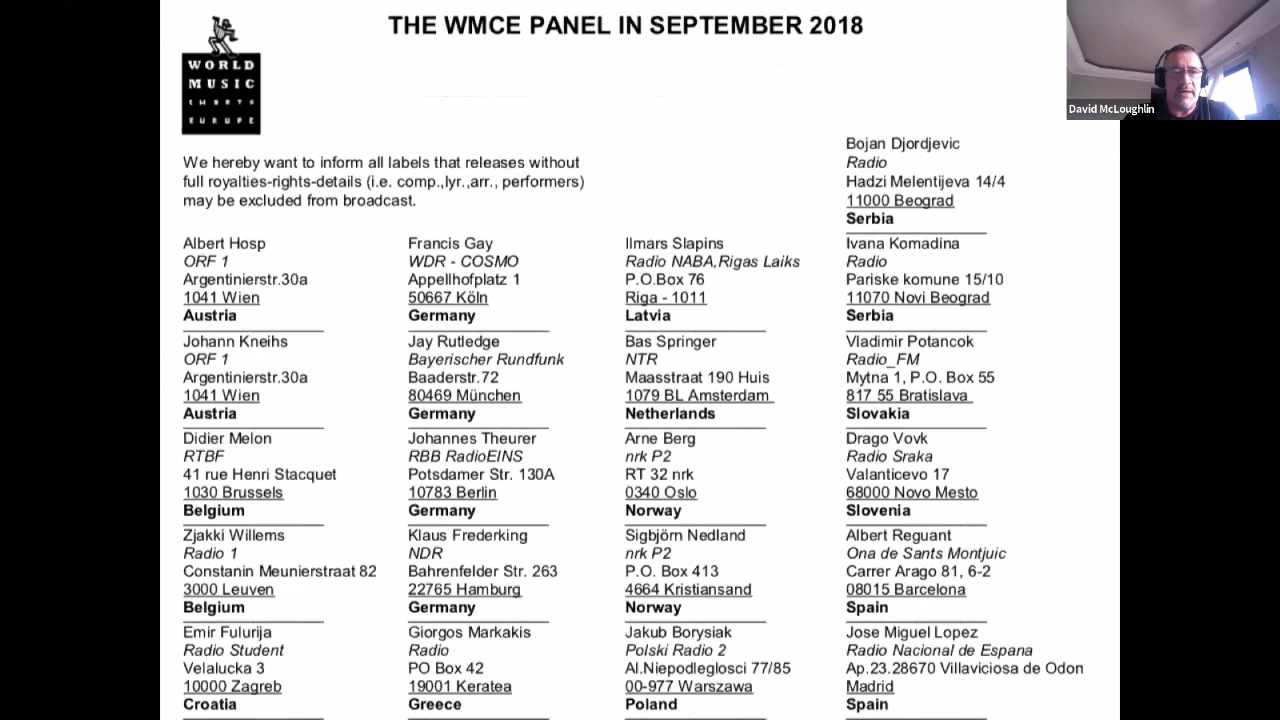 THE WMCE PANEL IN SEPTEMBER 2018
WORLD
MUSIC
CHARTS
EUROPE
David McLoughlin
We hereby want to inform all labels that releases without
full royalties-rights-details (i.e. comp.,lyr.,arr., performers)
may be excluded from broadcast.
Bojan Djordjevic
Radio
Hadzi Melentijeva 14/4
11000 Beograd
Serbia
Albert Hosp
ORF 1
Argentinierstr.30a
1041 Wien
Austria
Francis Gay
WDR - COSMO
Appellhofplatz 1
50667 Köln
Germany
Ilmars Slapins
Radio NABA,Rigas Laiks
P.O.Box 76
Riga - 1011
Latvia
Ivana Komadina
Radio
Pariske komune 15/10
11070 Novi Beograd
Serbia
Johann Kneihs
ORF 1
Argentinierstr.30a
1041 Wien
Austria
Jay Rutledge
Bayerischer Rundfunk
Baaderstr.72
80469 München
Germany
Bas Springer
NTR
Maasstraat 190 Huis
1079 BL Amsterdam
Netherlands
Vladimir Potancok
Radio_FM
Mytna 1, P.O. Box 55
817 55 Bratislava
Slovakia
Didier Melon
RTBF
41 rue Henri Stacquet
1030 Brussels
Belgium
Johannes Theurer
RBB RadioEINS
Potsdamer Str. 130A
10783 Berlin
Germany
Arne Berg
nrk P2
RT 32 nrk
0340 Oslo
Norway
Drago Vovk
Radio Sraka
Valanticevo 17
68000 Novo Mesto
Slovenia
Zjakki Willems
Radio 1
Constanin Meunierstraat 82
3000 Leuven
Belgium
Klaus Frederking
NDR
Bahrenfelder Str. 263
22765 Hamburg
Germany
Sigbjörn Nedland
nrk P2
P.O. Box 413
4664 Kristiansand
Norway
Albert Reguant
Ona de Sants Montjuic
Carrer Arago 81, 6-2
08015 Barcelona
Spain
Emir Fulurija
Radio Student
Velalucka 3
10000 Zagreb
Croatia
Giorgos Markakis
Radio
PO Box 42
19001 Keratea
Greece
Jakub Borysiak
Polski Radio 2
Al.Niepodleglosci 77/85
00-977 Warszawa
Poland
Jose Miguel Lopez
Radio Nacional de Espana
Ap.23.28670 Villaviciosa de Odon
Madrid
Spain